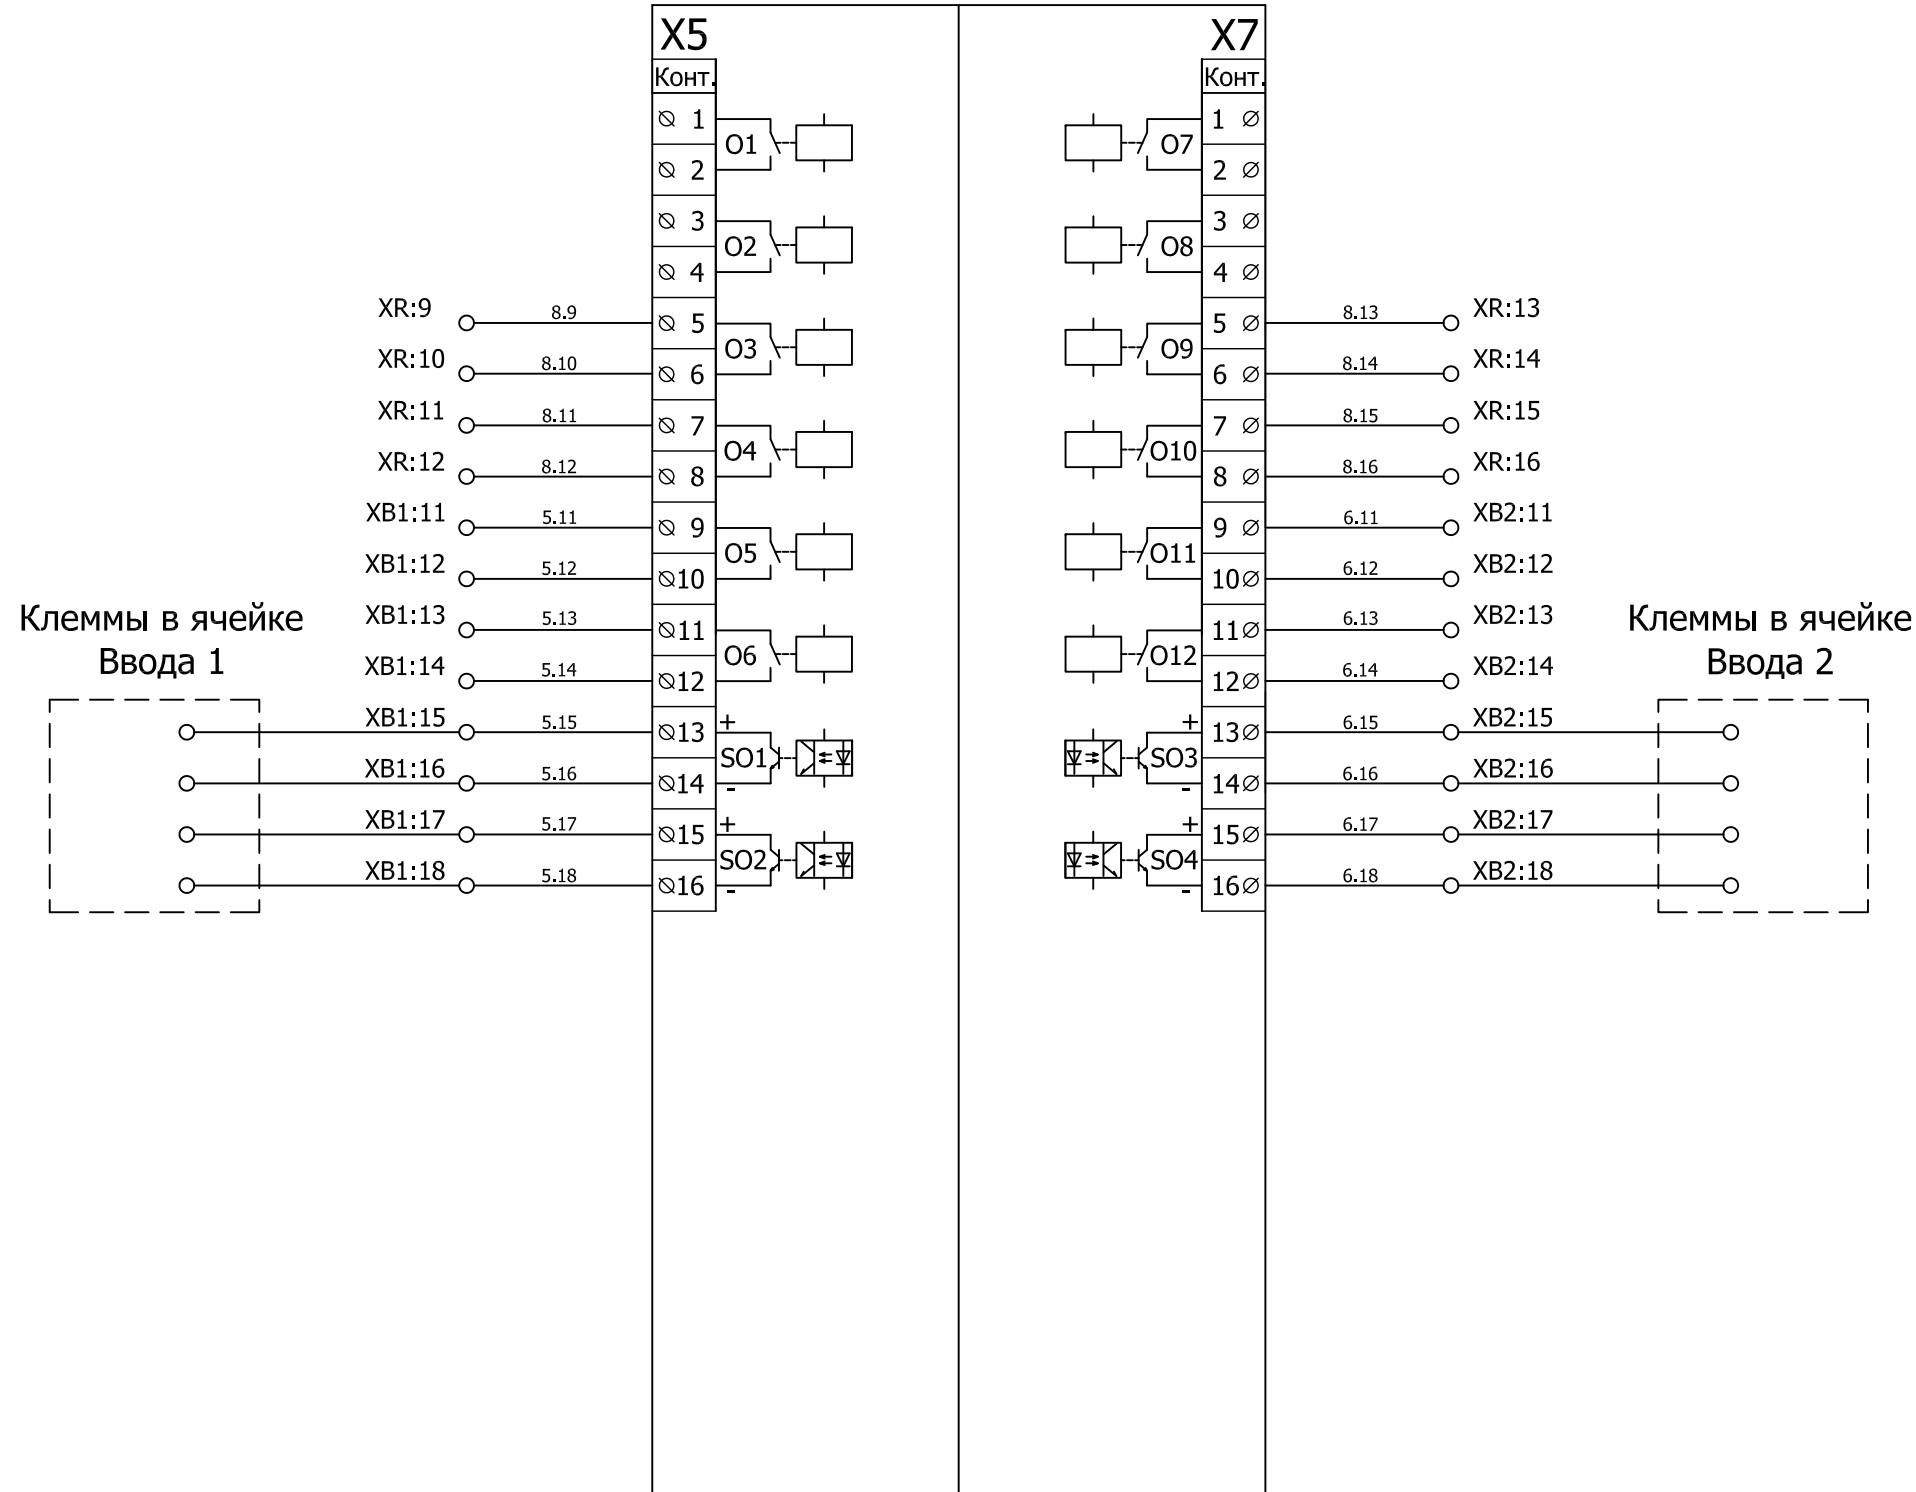 X5
X7
Конт.
Конт.
1
O1
O7
1
2
2
3
O2
O8
3
4
4
XR:9
8.9
5
O3
O9
5
8.13
XR:13
XR:10
8.10
6
6
8.14
XR:14
XR:11
8.11
7
O4
O10
7
8.15
XR:15
XR:12
8.12
8
8
8.16
XR:16
XB1:11
5.11
9
O5
O11
9
6.11
XB2:11
XB1:12
5.12
10
10
6.12
XB2:12
Клеммы в ячейке
Ввода 1
XB1:13
5.13
11
O6
O12
11
6.13
XB2:13
Клеммы в ячейке
Ввода 2
XB1:14
5.14
12
12
6.14
XB2:14
XB1:15
5.15
13
+
SO1
-
+
SO3
-
13
6.15
XB2:15
XB1:16
5.16
14
14
6.16
XB2:16
XB1:17
5.17
15
+
SO2
-
+
SO4
-
15
6.17
XB2:17
XB1:18
5.18
16
16
6.18
XB2:18